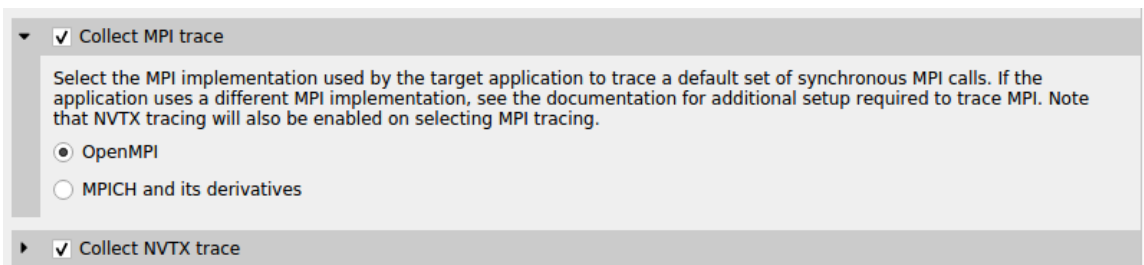 Collect MPI trace
Select the MPI implementation used by the target application to trace a default set of synchronous MPI calls. If the
application uses a different MPI implementation, see the documentation for additional setup required to trace MPI. Note
that NVTX tracing will also be enabled on selecting MPI tracing.
OpenMPI
MPICH and its derivatives
Collect NVTX trace